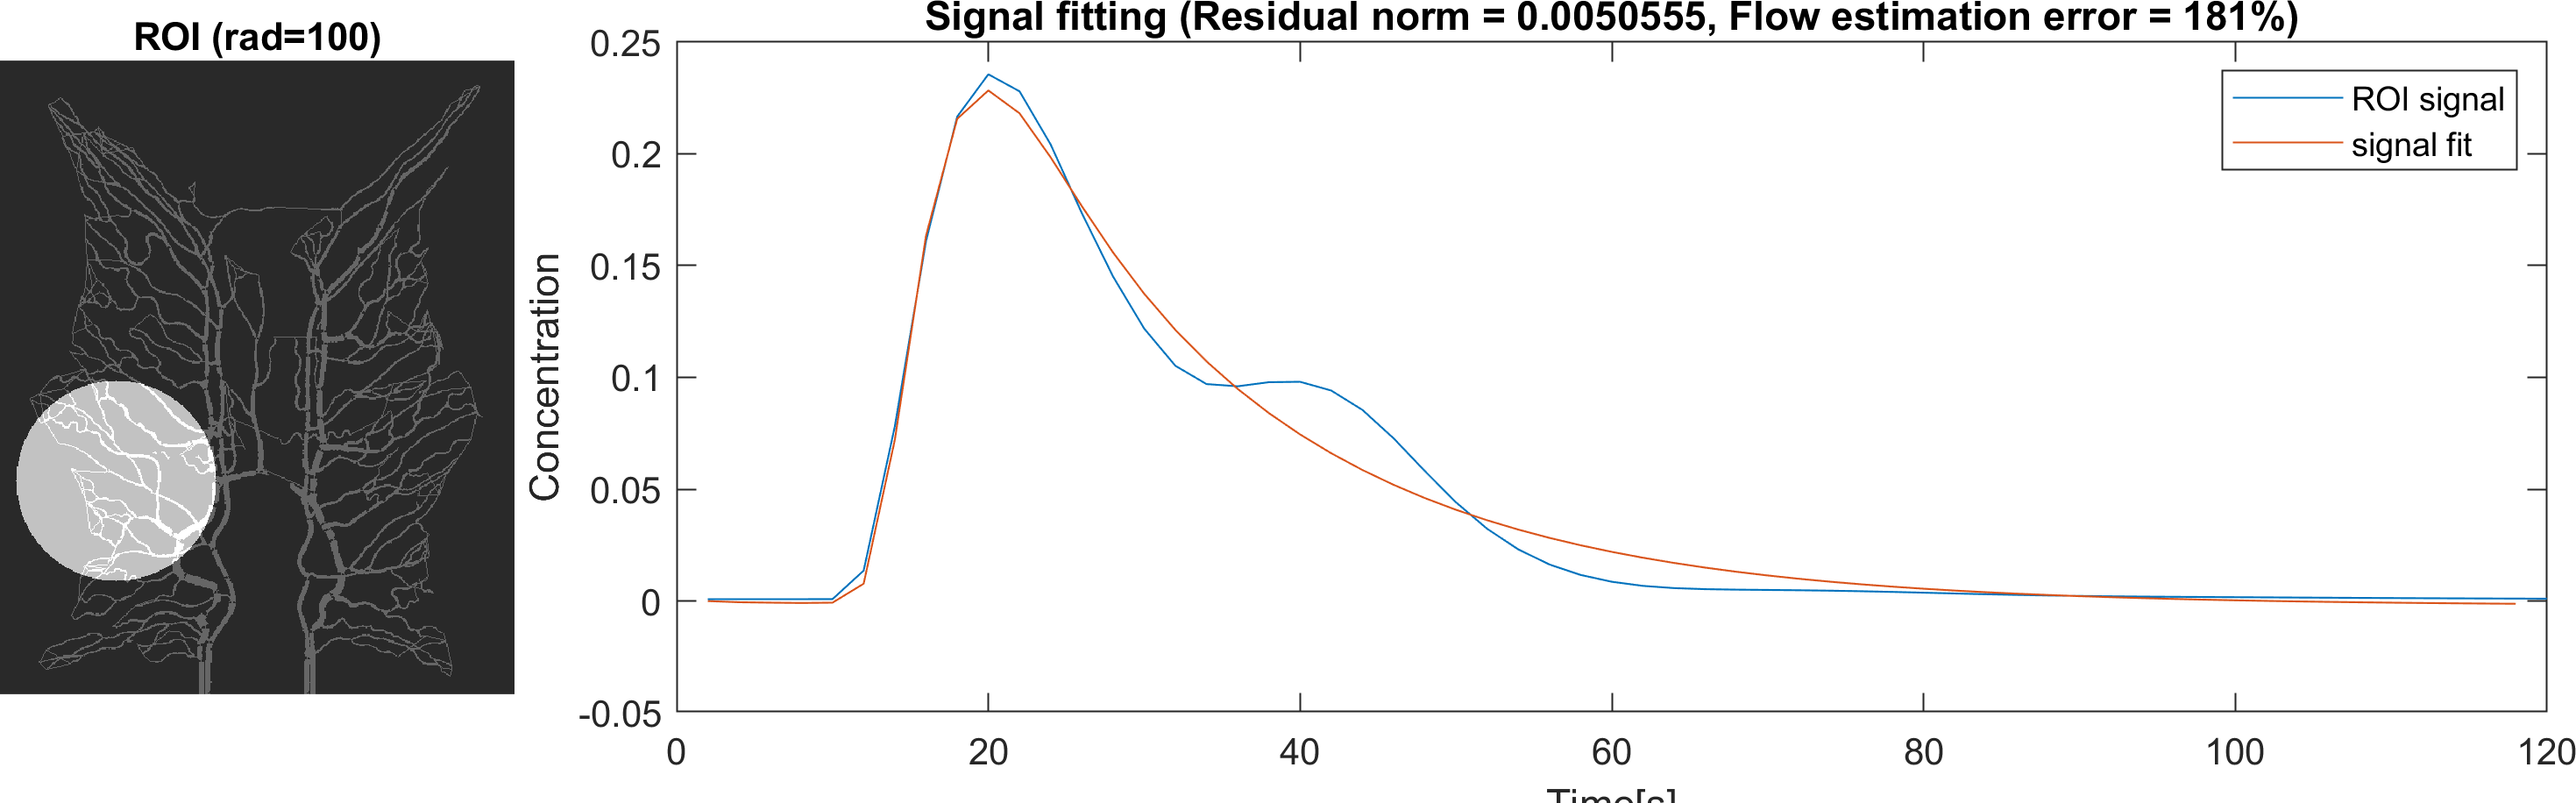 ROI (rad=100)
Signal fitting (Residual norm = 0.0050555, Flow estimation error = 181%)
0.25
0.2
0.15
0.1
0.05
0
-0.05
Concentration
ROI signal
signal fit
0 20 40 60 80 100 120
Time[s]